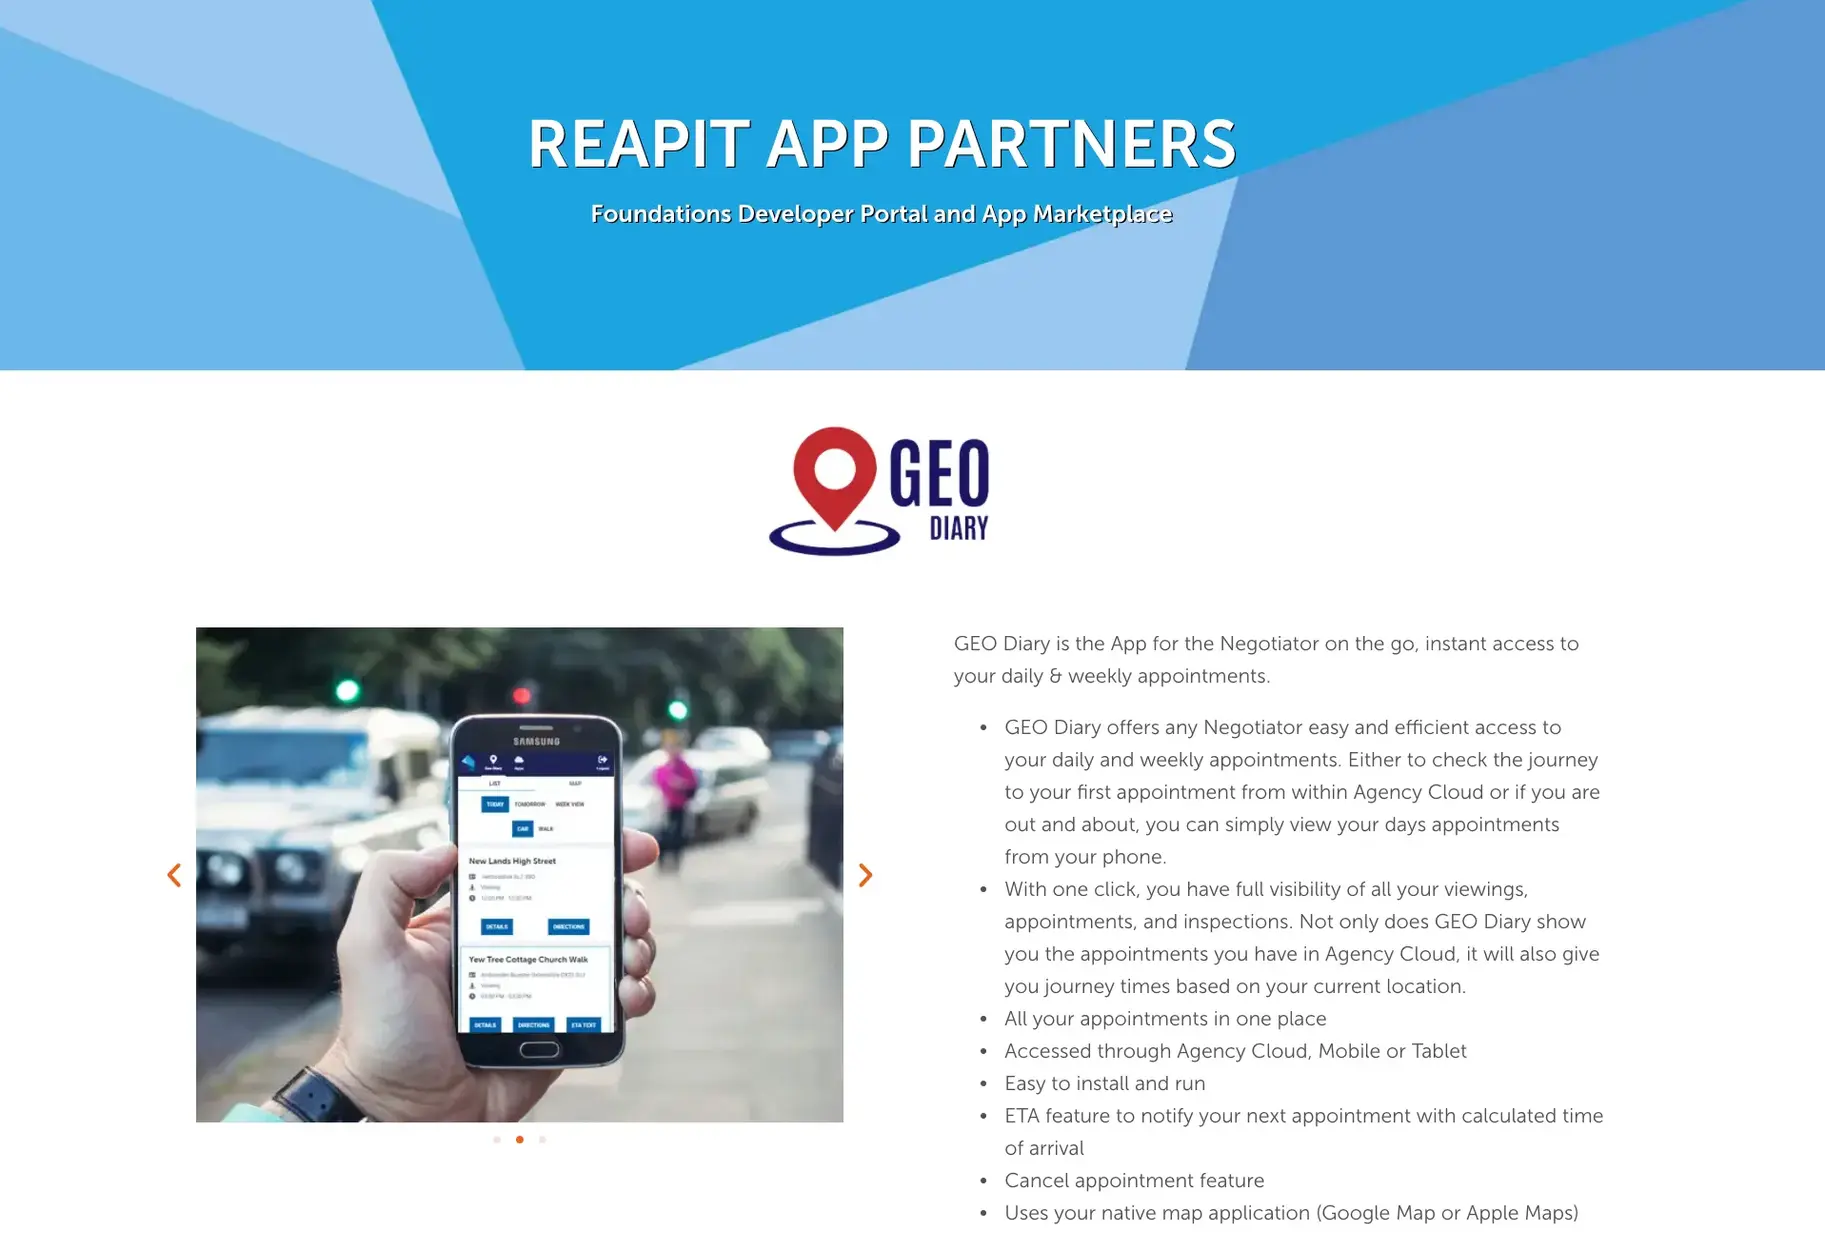 REAPIT APP PARTNERS
Foundations Developer Portal and App Marketplace
GEO
DIARY
SAMSUNG
Geo Diary Apps Logout
LIST MAP
TODAY TOMORROW WEEK VIEW
CAR WALK
New Lands High Street
Viewing
DETAILS DIRECTIONS
Yew Tree Cottage Church Walk
Viewing
DETAILS DIRECTIONS ETA TEXT
GEO Diary is the App for the Negotiator on the go, instant access to
your daily & weekly appointments.
• GEO Diary offers any Negotiator easy and efficient access to
your daily and weekly appointments. Either to check the journey
to your first appointment from within Agency Cloud or if you are
out and about, you can simply view your days appointments
from your phone.
• With one click, you have full visibility of all your viewings,
appointments, and inspections. Not only does GEO Diary show
you the appointments you have in Agency Cloud, it will also give
you journey times based on your current location.
• All your appointments in one place
• Accessed through Agency Cloud, Mobile or Tablet
• Easy to install and run
• ETA feature to notify your next appointment with calculated time
of arrival
• Cancel appointment feature
• Uses your native map application (Google Map or Apple Maps)